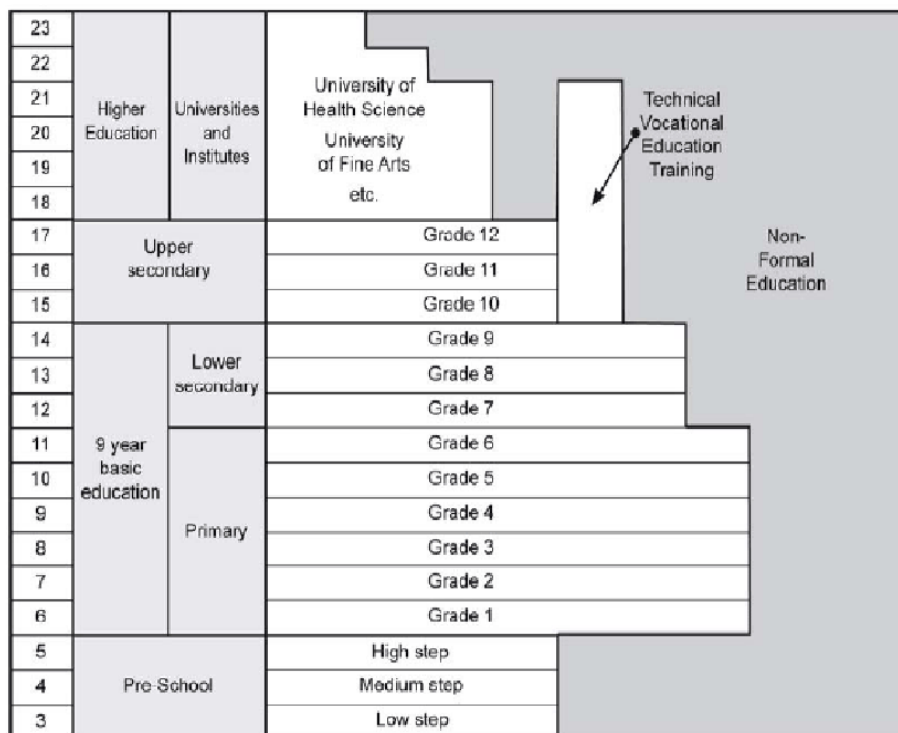 23
22
21
20
19
18
17
16
15
14
13
12
11
10
9
8
7
6
5
4
3
Higher
Education
Universities
and
Institutes
University of
Health Science
University
of Fine Arts
etc.
Technical
Vocational
Education
Training
Non-
Formal
Education
Upper
secondary
Grade 12
Grade 11
Grade 10
9 year
basic
education
Lower
secondary
Grade 9
Grade 8
Grade 7
Primary
Grade 6
Grade 5
Grade 4
Grade 3
Grade 2
Grade 1
Pre-School
High step
Medium step
Low step